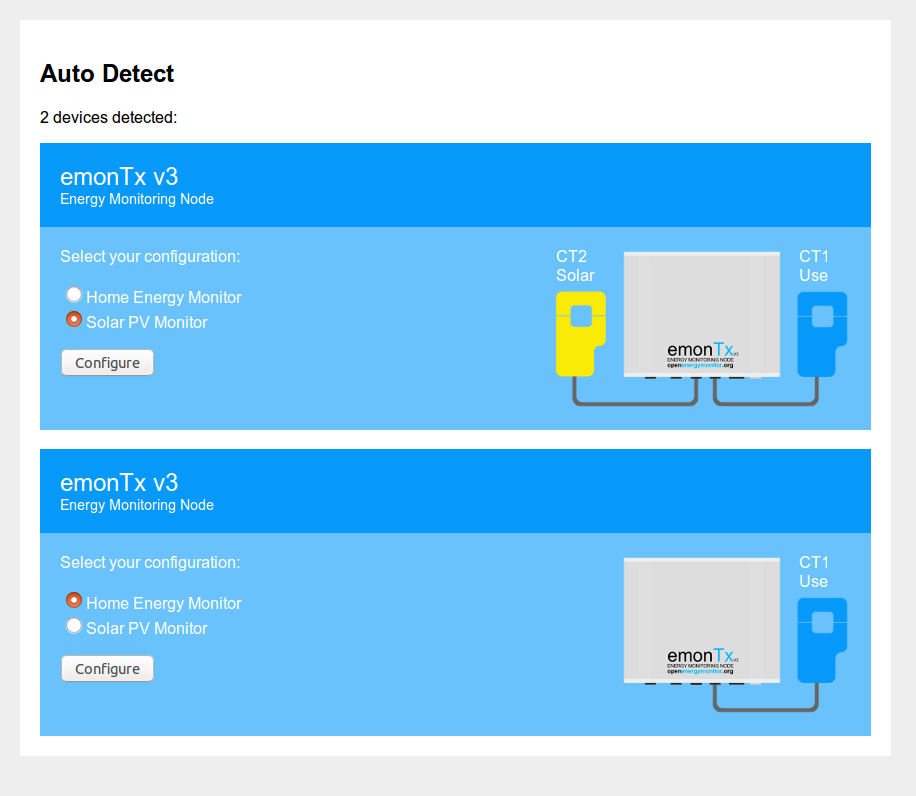 Auto Detect
2 devices detected:
emonTx v3
Energy Monitoring Node
Select your configuration:
Home Energy Monitor
Solar PV Monitor
Configure
CT2
Solar
CT1
Use
emonTx V3
ENERGY MONITORING NODE
openenergymonitor.org
emonTx v3
Energy Monitoring Node
Select your configuration:
Home Energy Monitor
Solar PV Monitor
Configure
CT1
Use
emonTx V3
ENERGY MONITORING NODE
openenergymonitor.org